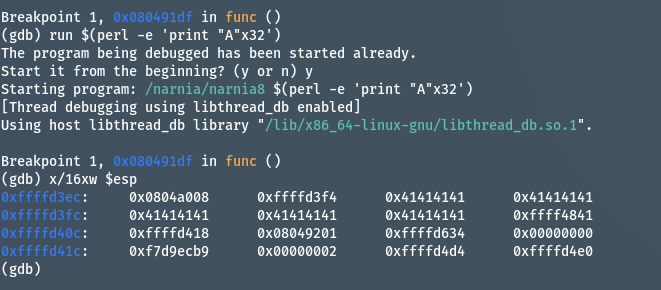 Breakpoint 1, 0x080491df in func ()
(gdb) run $(perl -e 'print "A"x32')
The program being debugged has been started already.
Start it from the beginning? (y or n) y
Starting program: /narnia/narnia8 $(perl -e 'print "A"x32')
[Thread debugging using libthread_db enabled]
Using host libthread_db library "/lib/x86_64-linux-gnu/libthread_db.so.1".

Breakpoint 1, 0x080491df in func ()
(gdb) x/16xw $esp
0xffffd3ec: 0x0804a008 0xffffd3f4 0x41414141 0x41414141
0xffffd3fc: 0x41414141 0x41414141 0x41414141 0xffff4841
0xffffd40c: 0xffffd418 0x08049201 0xffffd634 0x00000000
0xffffd41c: 0xf7d9ecb9 0x00000002 0xffffd4d4 0xffffd4e0
(gdb)